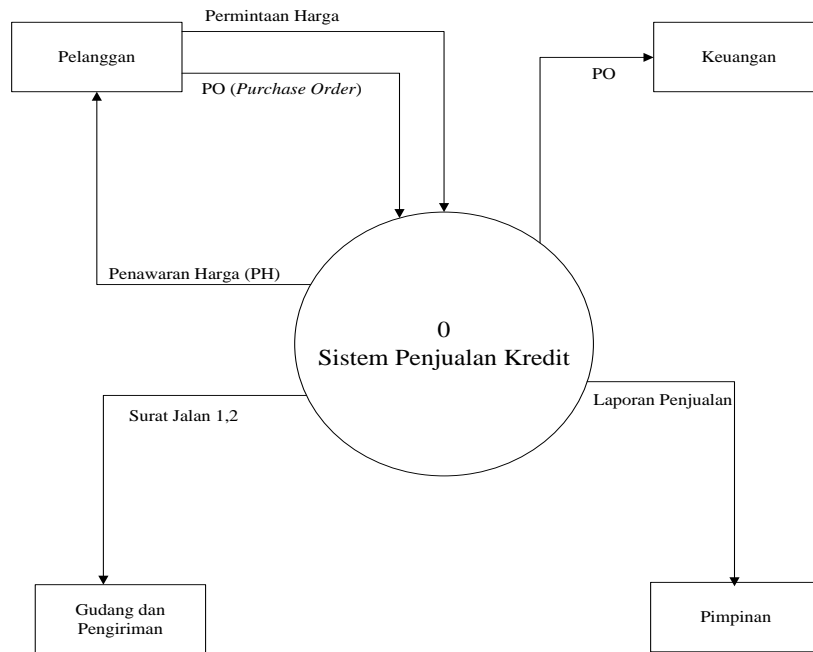 Permintaan Harga
Pelanggan
PO (Purchase Order)
Keuangan
PO
Penawaran Harga (PH)
0
Sistem Penjualan Kredit
Surat Jalan 1,2
Laporan Penjualan
Gudang dan
Pengiriman
Pimpinan